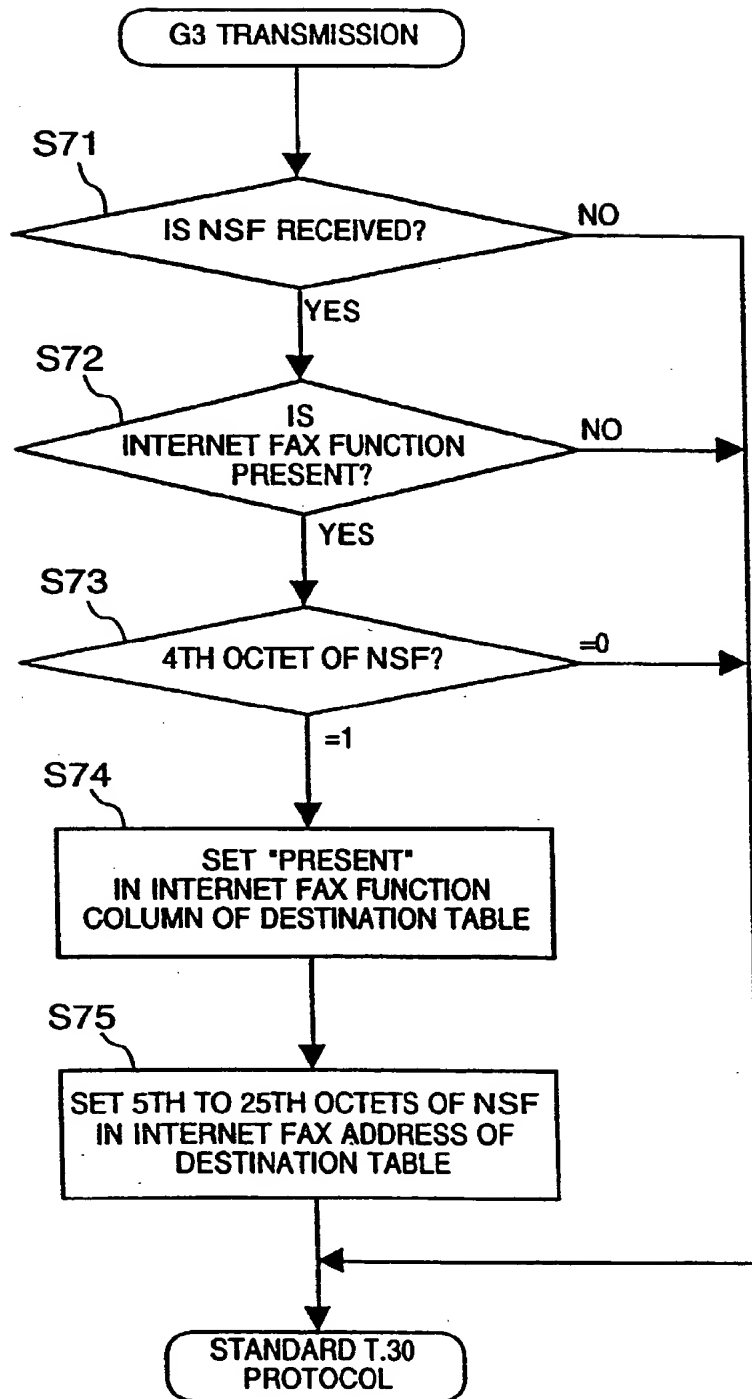 G3 TRANSMISSION
S71
IS NSF RECEIVED?
NO
YES
S72
IS
INTERNET FAX FUNCTION
PRESENT?
NO
YES
S73
4TH OCTET OF NSF?
=0
=1
S74
SET "PRESENT"
IN INTERNET FAX FUNCTION
COLUMN OF DESTINATION TABLE
S75
SET 5TH TO 25TH OCTETS OF NSF
IN INTERNET FAX ADDRESS OF
DESTINATION TABLE
STANDARD T.30
PROTOCOL